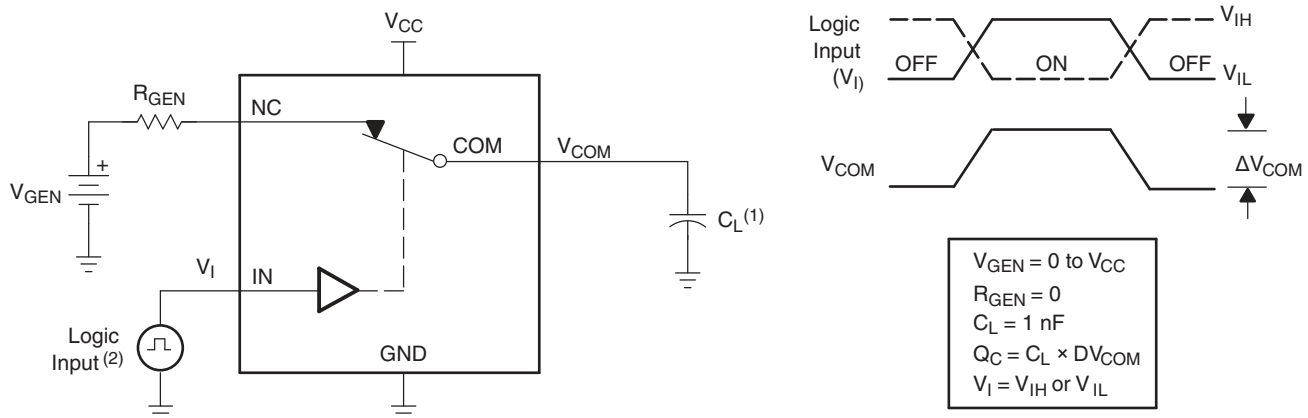 VCC
RGEN
NC
COM
VCOM
+
VGEN
CL(1)
VI
IN
Logic
Input(2)
GND
Logic
Input
(VI)
OFF
ON
OFF
VIH
VIL
VCOM
ΔVCOM
VGEN = 0 to VCC
RGEN = 0
CL = 1 nF
QC = CL × DVCOM
VI = VIH or VIL